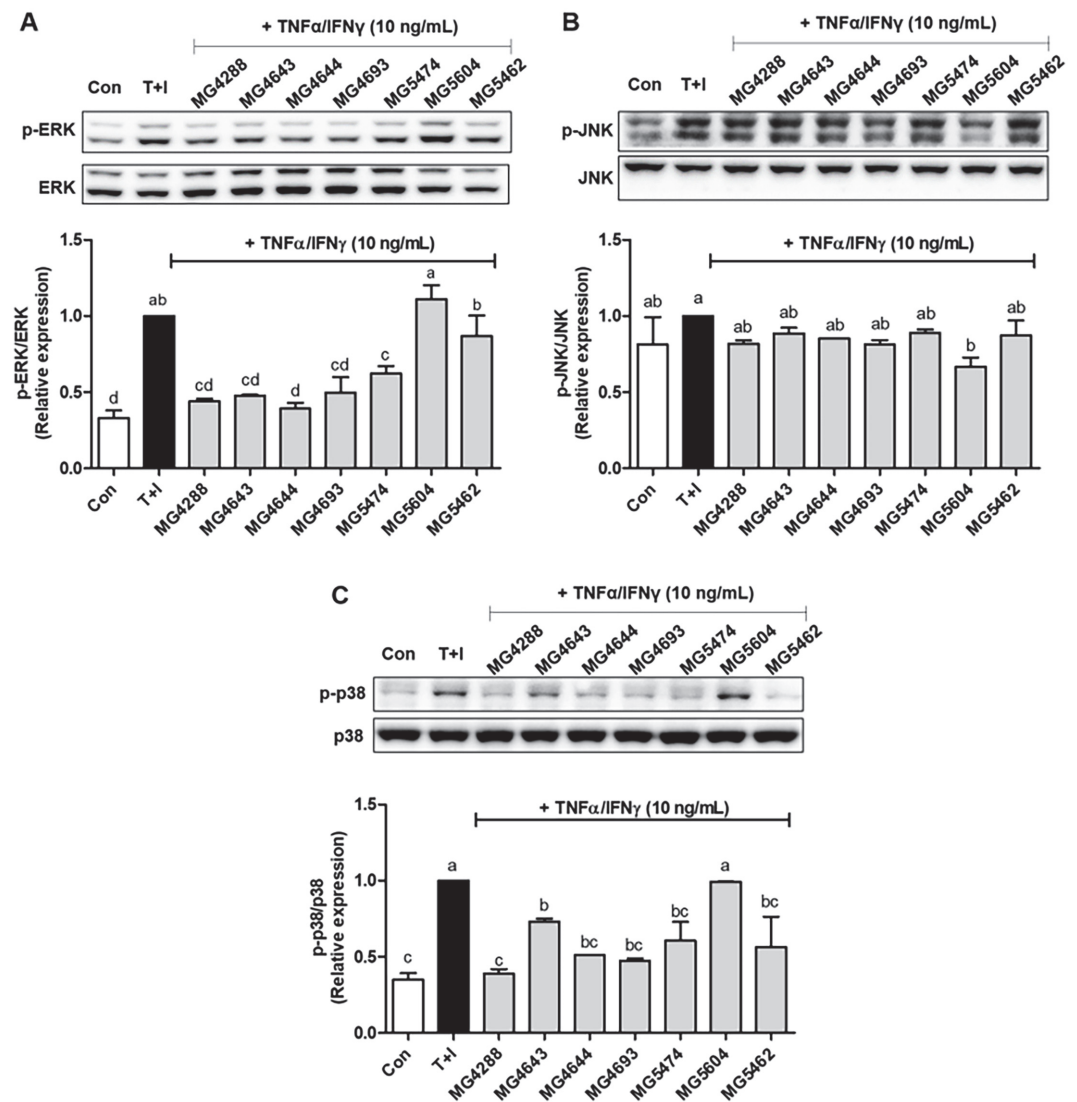 A
+ TNFα/IFNγ (10 ng/mL)
Con T+I MG4288 MG4643 MG4644 MG4693 MG5474 MG5604 MG5462
p-ERK
ERK
+ TNFα/IFNγ (10 ng/mL)
p-ERK/ERK
(Relative expression)
1.5
1.0
0.5
0.0
d ab cd cd d cd c a b
Con T+I MG4288 MG4643 MG4644 MG4693 MG5474 MG5604 MG5462
B
+ TNFα/IFNγ (10 ng/mL)
Con T+I MG4288 MG4643 MG4644 MG4693 MG5474 MG5604 MG5462
p-JNK
JNK
+ TNFα/IFNγ (10 ng/mL)
p-JNK/JNK
(Relative expression)
1.5
1.0
0.5
0.0
ab a ab ab ab ab ab b ab
Con T+I MG4288 MG4643 MG4644 MG4693 MG5474 MG5604 MG5462
C
+ TNFα/IFNγ (10 ng/mL)
Con T+I MG4288 MG4643 MG4644 MG4693 MG5474 MG5604 MG5462
p-p38
p38
+ TNFα/IFNγ (10 ng/mL)
p-p38/p38
(Relative expression)
1.5
1.0
0.5
0.0
c a c b bc bc bc a bc
Con T+I MG4288 MG4643 MG4644 MG4693 MG5474 MG5604 MG5462